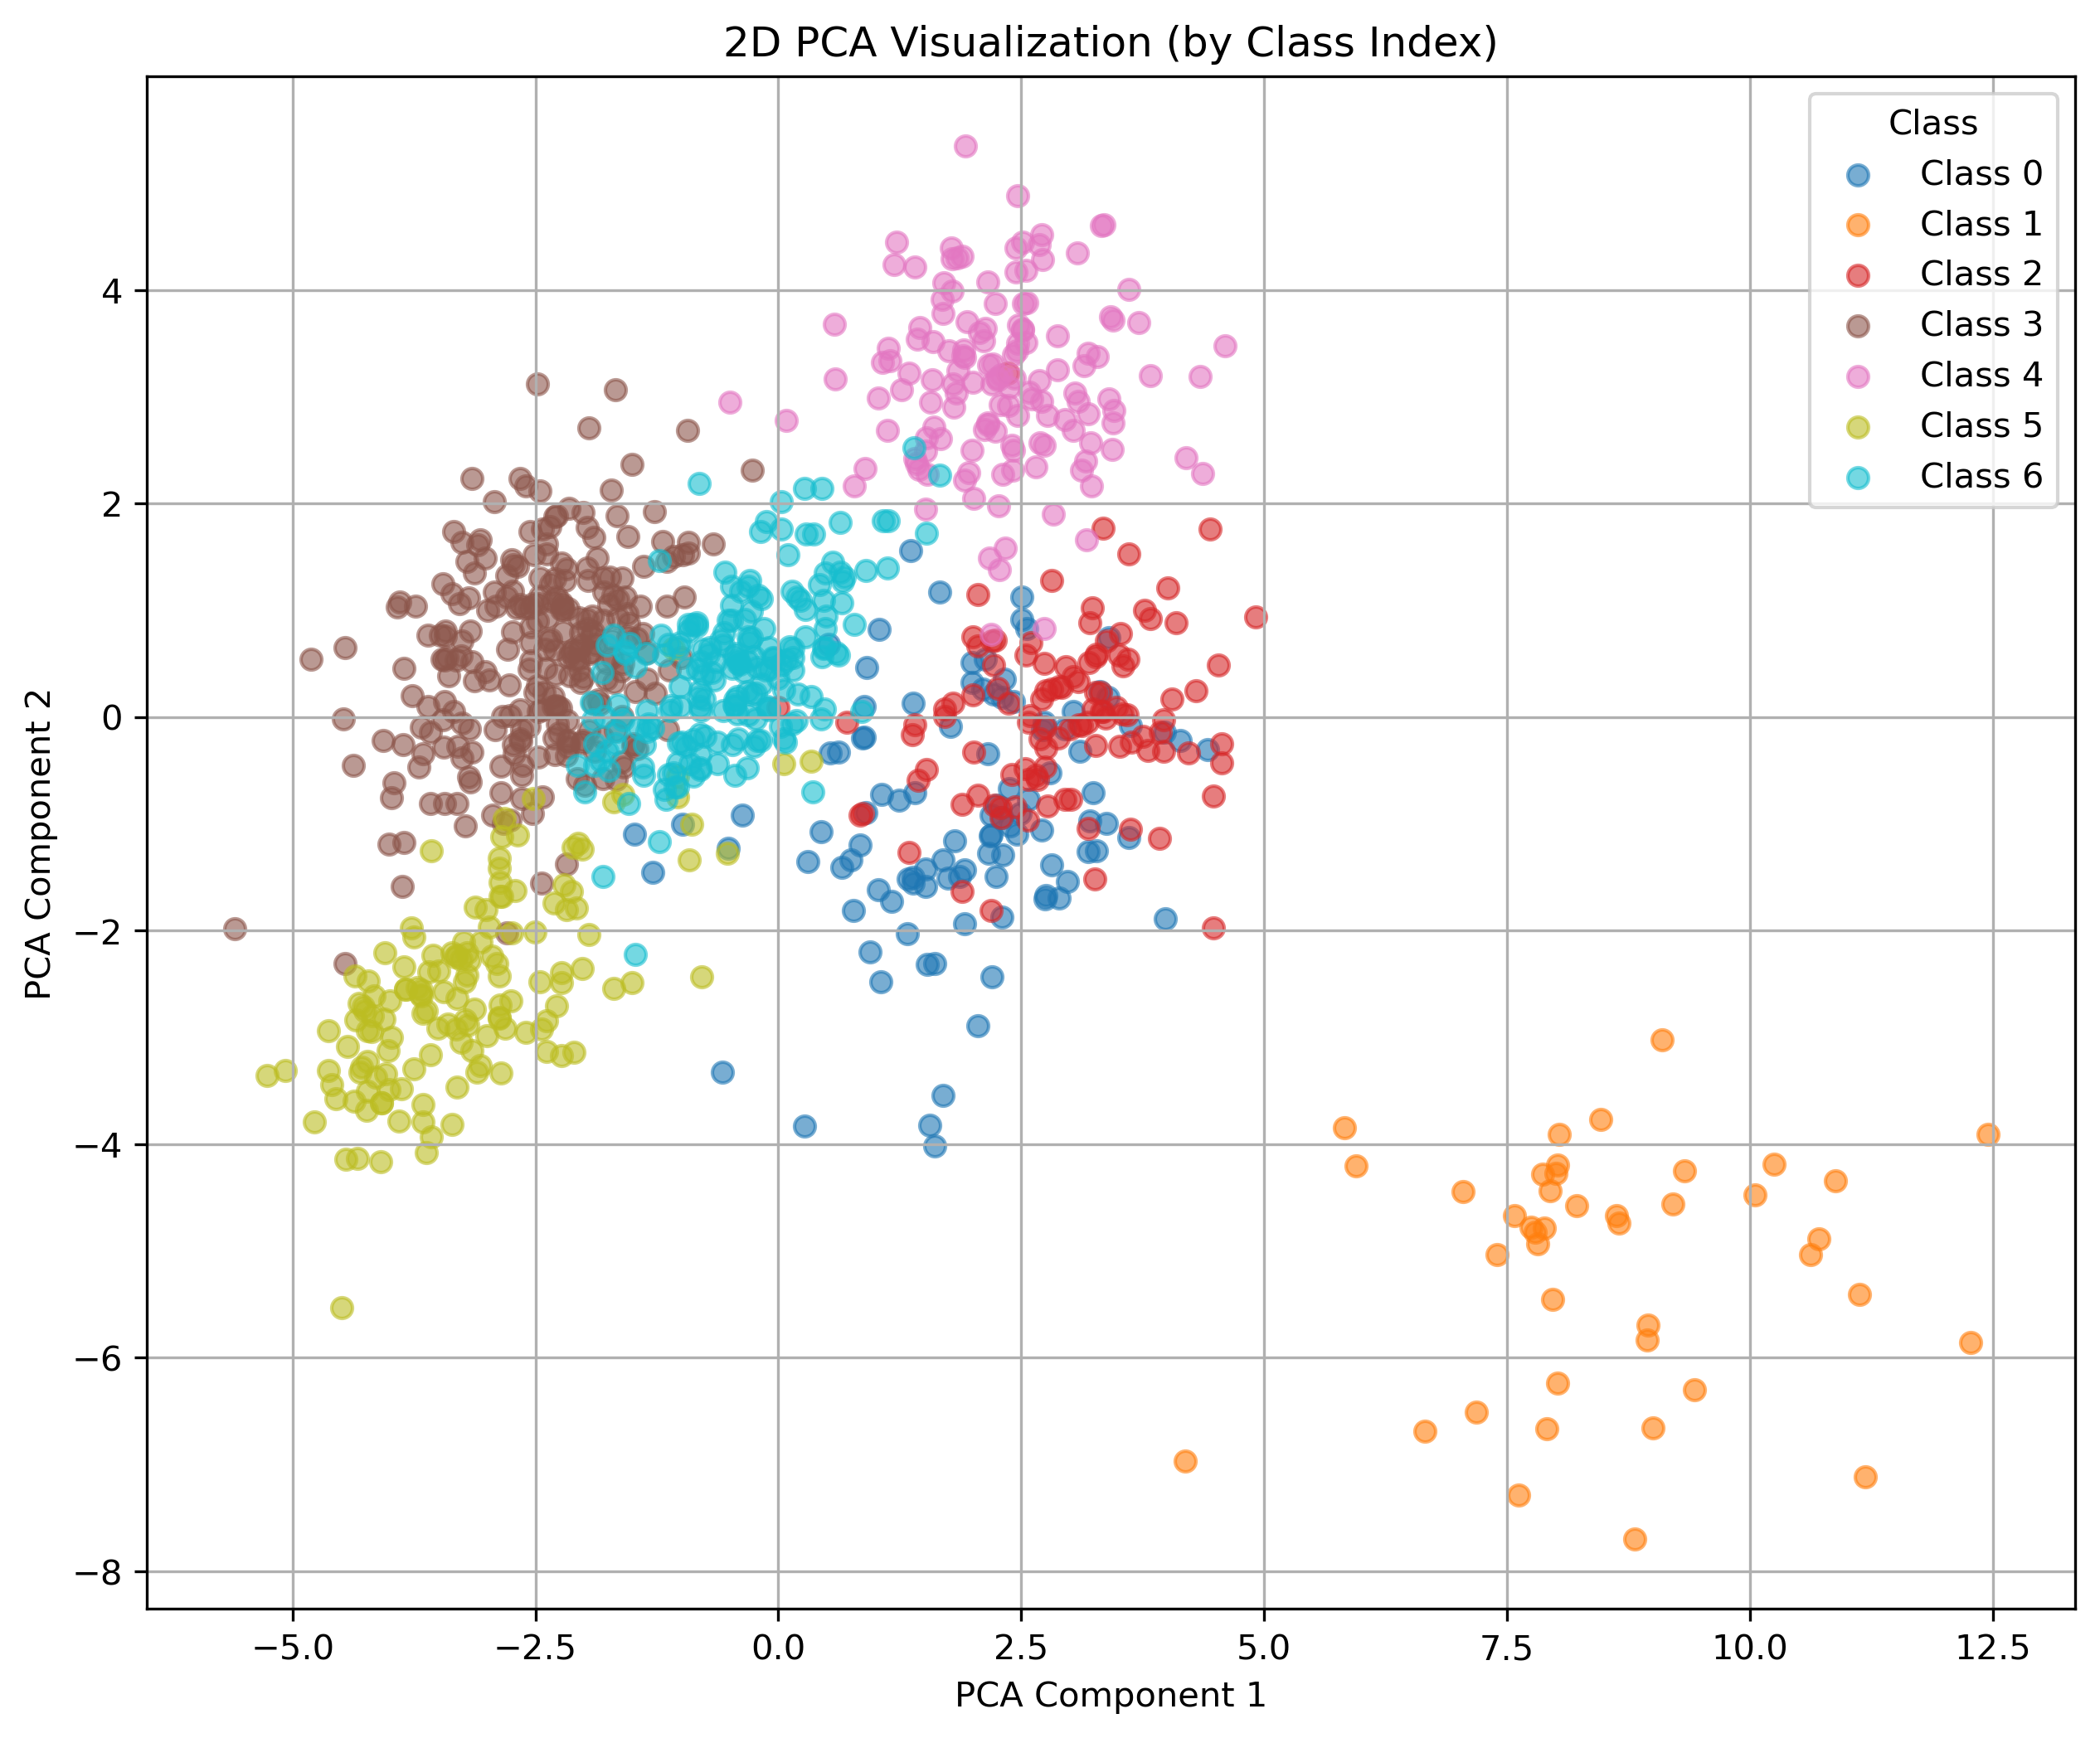 2D PCA Visualization (by Class Index)
Class
Class 0
Class 1
Class 2
Class 3
Class 4
Class 5
Class 6
4
2
0
−2
−4
−6
−8
PCA Component 2
−5.0 −2.5 0.0 2.5 5.0 7.5 10.0 12.5
PCA Component 1